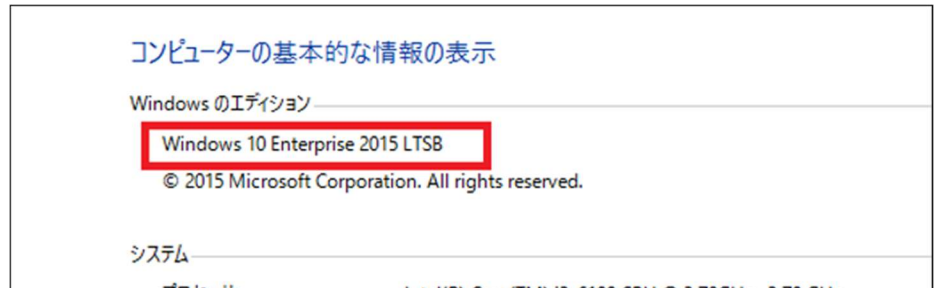 コンピューターの基本的な情報の表示
Windows のエディション
Windows 10 Enterprise 2015 LTSB
© 2015 Microsoft Corporation. All rights reserved.
システム